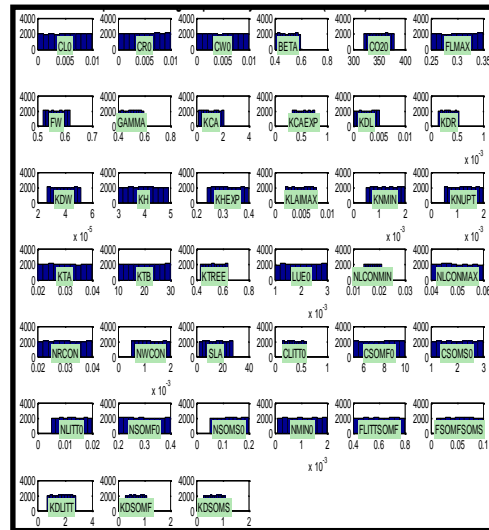 4000 4000 4000 4000 4000 4000
2000 2000 2000 2000 2000 2000
CL0 CR0 CW0 BETA CO20 FLMAX
0 0 0 0 0 0
0 0.005 0.01 0 0.005 0.01 0 0.005 0.01 0.4 0.6 0.8 300 350 400 0.25 0.3 0.35
4000 4000 4000 4000 4000 4000
2000 2000 2000 2000 2000 2000
FW GAMMA KCA KCAEXP KDL KDR
0 0 0 0 0 0
0.5 0.6 0.7 0.4 0.6 0.8 0 2 4 0 0.5 1 0 0.005 0.01 0 0.5 1
x 10-3
4000 4000 4000 4000 4000 4000
2000 2000 2000 2000 2000 2000
KDW KH KHEXP KLAIMAX KNMIN KNUPT
0 0 0 0 0 0
2 4 6 3 4 5 0.2 0.3 0.4 0 0.005 0.01 0 1 2 0 1 2
x 10-5 x 10-3 x 10-3
4000 4000 4000 4000 4000 4000
2000 2000 2000 2000 2000 2000
KTA KTB KTREE LUE0 NLCONMIN NLCONMAX
0 0 0 0 0 0
0.02 0.03 0.04 10 20 30 0.4 0.6 0.8 1 2 3 0.01 0.02 0.03 0.04 0.05 0.06
x 10-3
4000 4000 4000 4000 4000 4000
2000 2000 2000 2000 2000 2000
NRCON NWCON SLA CLITT0 CSOMF0 CSOMS0
0 0 0 0 0 0
0.02 0.03 0.04 0 1 2 0 20 40 0 0.5 1 6 8 10 1 2 3
x 10-3
4000 4000 4000 4000 4000 4000
2000 2000 2000 2000 2000 2000
NLITT0 NSOMF0 NSOMS0 NMIN0 FLITTSOMF FSOMFSOMS
0 0 0 0 0 0
0 0.01 0.02 0.2 0.3 0.4 0 0.1 0.2 0 1 2 0.4 0.6 0.8 0 0.05 0.1
x 10-3
4000 4000 4000
2000 2000 2000
KDLITT KDSOMF KDSOMS
0 0 0
0 2 4 0 1 2 0 1 2